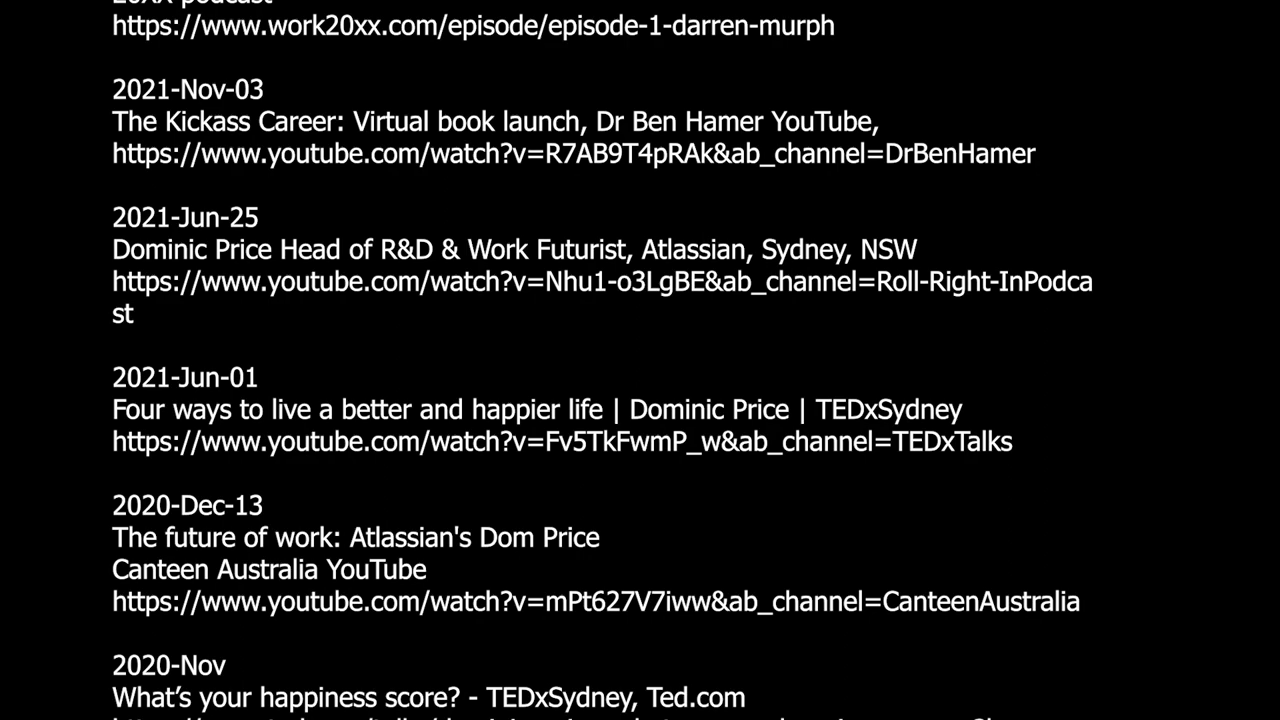 20XX podcast
https://www.work20xx.com/episode/episode-1-darren-murph
2021-Nov-03
The Kickass Career: Virtual book launch, Dr Ben Hamer YouTube,
https://www.youtube.com/watch?v=R7AB9T4pRAk&ab_channel=DrBenHamer
2021-Jun-25
Dominic Price Head of R&D & Work Futurist, Atlassian, Sydney, NSW
https://www.youtube.com/watch?v=Nhu1-o3LgBE&ab_channel=Roll-Right-InPodca
st
2021-Jun-01
Four ways to live a better and happier life | Dominic Price | TEDxSydney
https://www.youtube.com/watch?v=Fv5TkFwmP_w&ab_channel=TEDxTalks
2020-Dec-13
The future of work: Atlassian's Dom Price
Canteen Australia YouTube
https://www.youtube.com/watch?v=mPt627V7iww&ab_channel=CanteenAustralia
2020-Nov
What’s your happiness score? - TEDxSydney, Ted.com